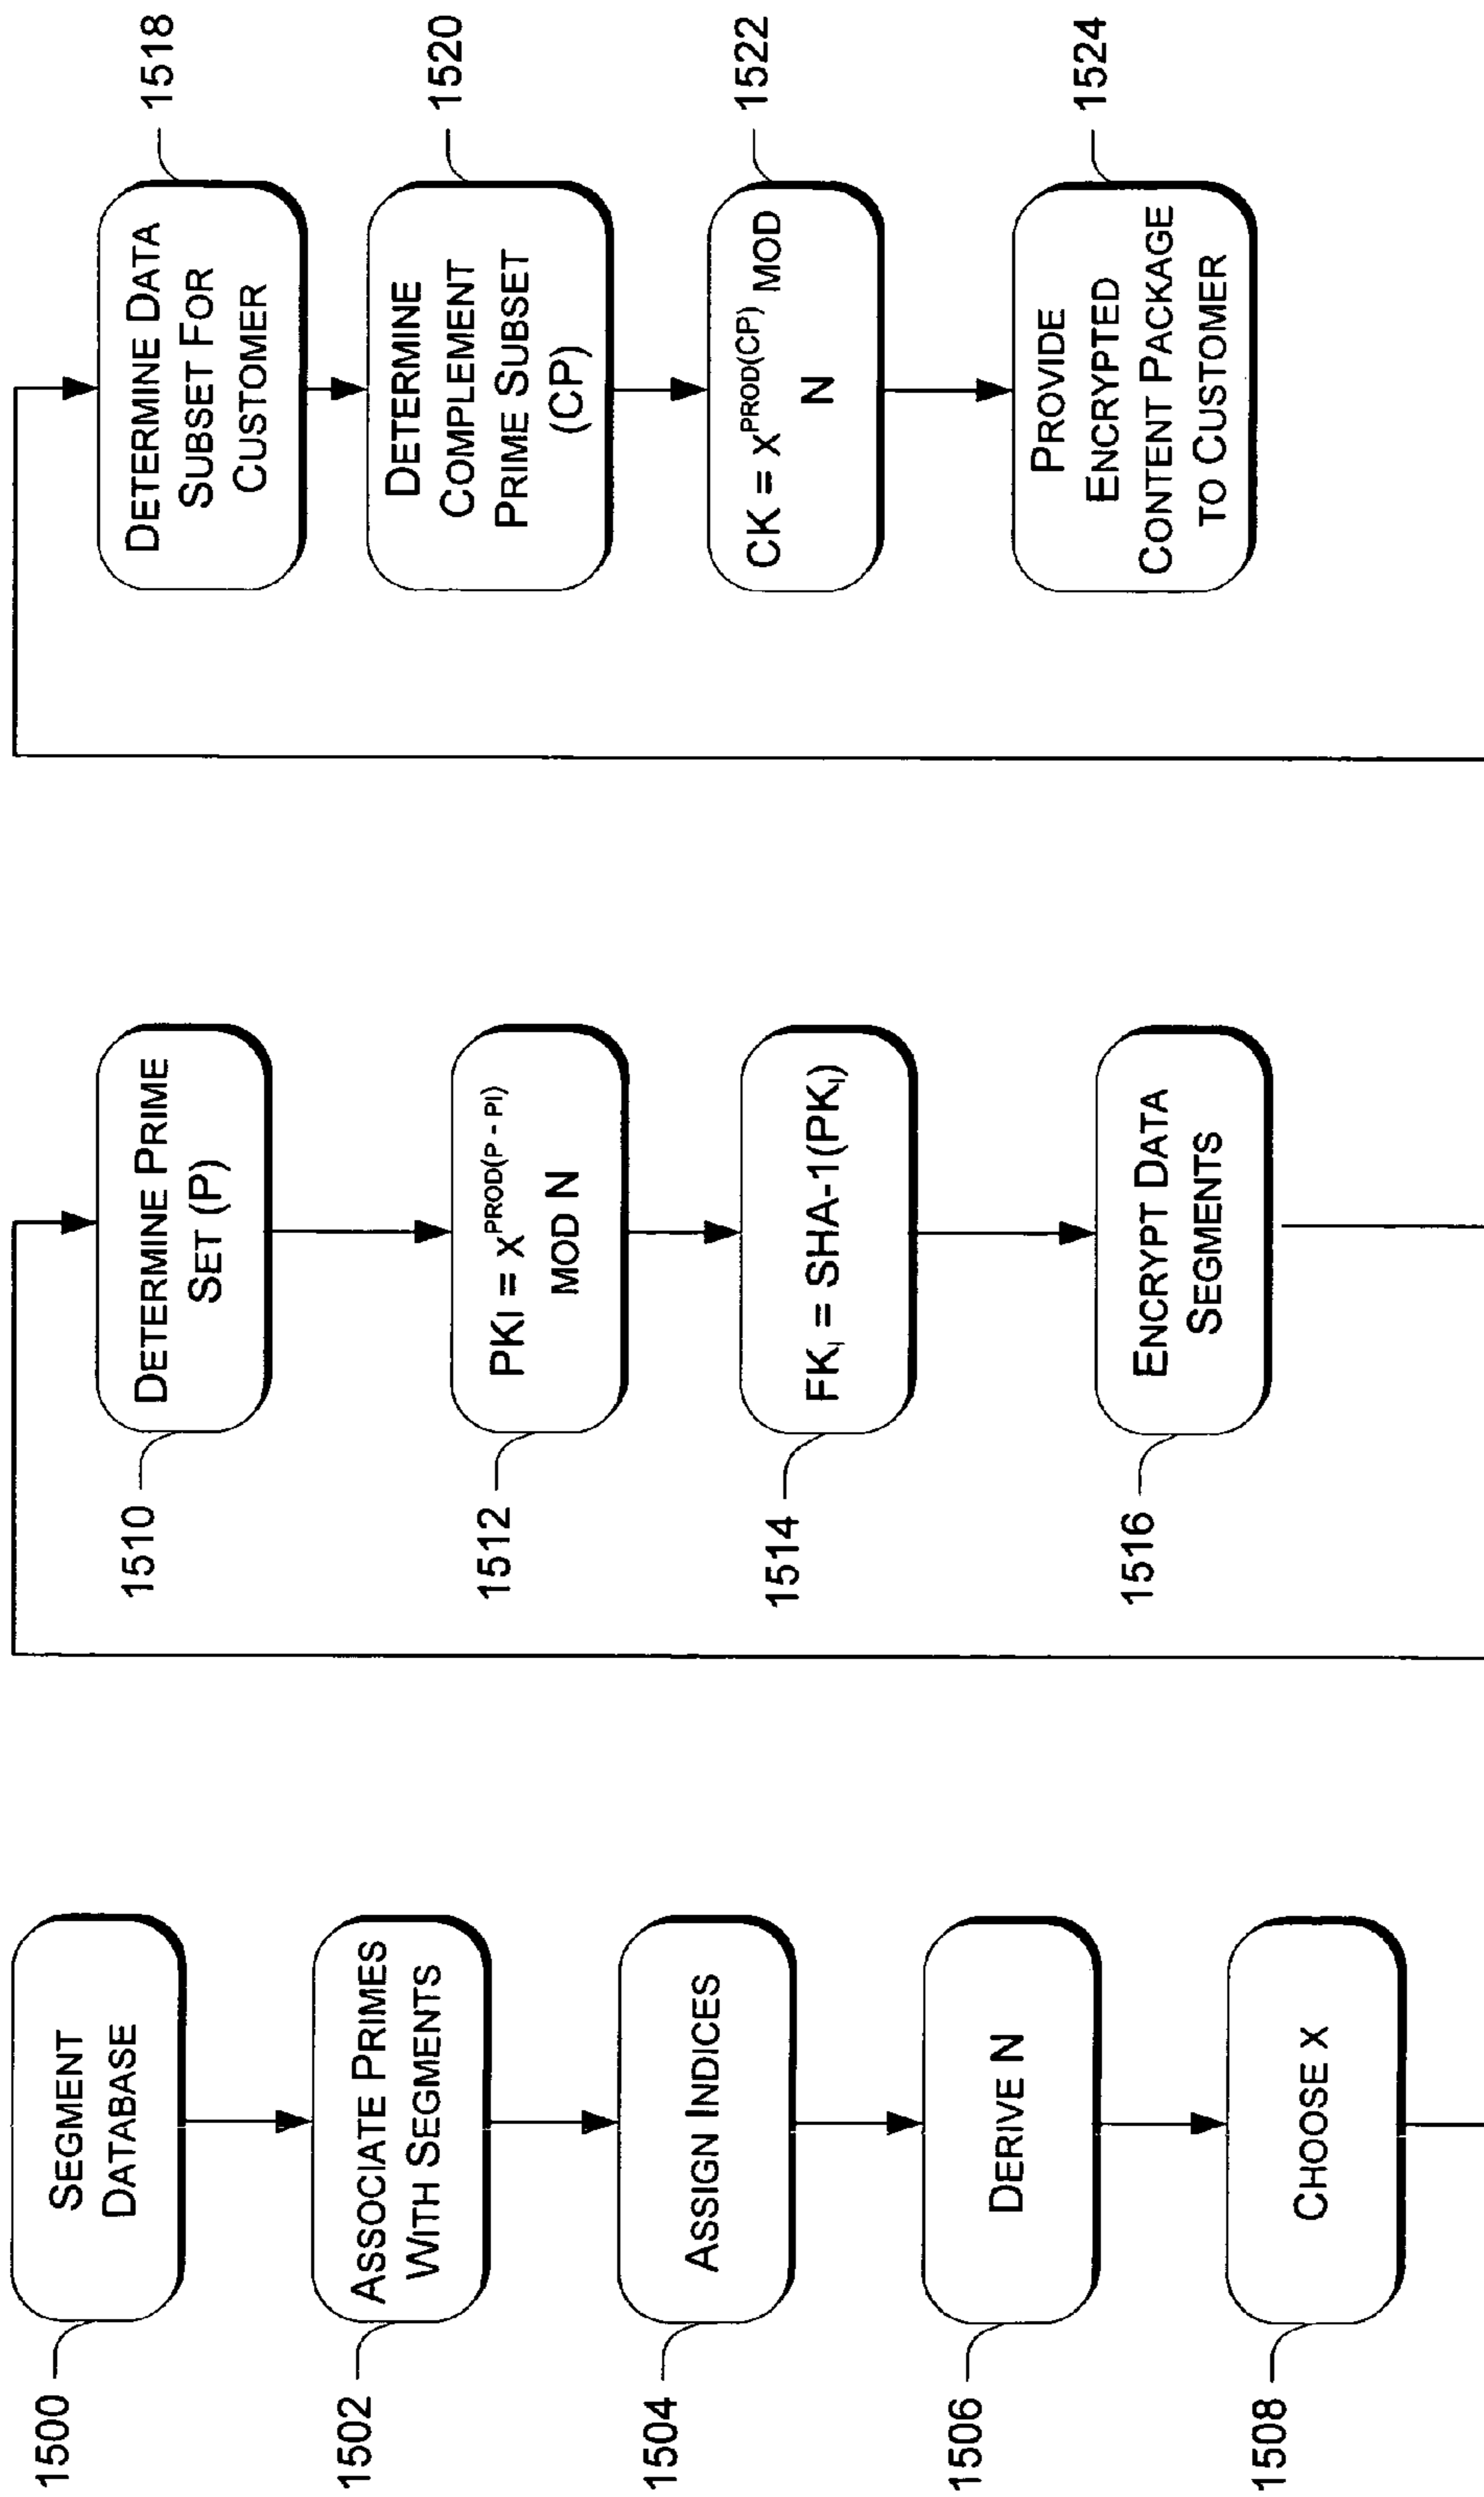 1500
SEGMENT
DATABASE
1502
ASSOCIATE PRIMES
WITH SEGMENTS
1504
ASSIGN INDICES
1506
DERIVE N
1508
CHOOSE X
1510
DETERMINE PRIME
SET (P)
1512
PKI = X^PROD(P - PI)
MOD N
1514
FKI = SHA-1(PKI)
1516
ENCRYPT DATA
SEGMENTS
1518
DETERMINE DATA
SUBSET FOR
CUSTOMER
1520
DETERMINE
COMPLEMENT
PRIME SUBSET
(CP)
1522
CK = X^PROD(CP) MOD
N
1524
PROVIDE
ENCRYPTED
CONTENT PACKAGE
TO CUSTOMER